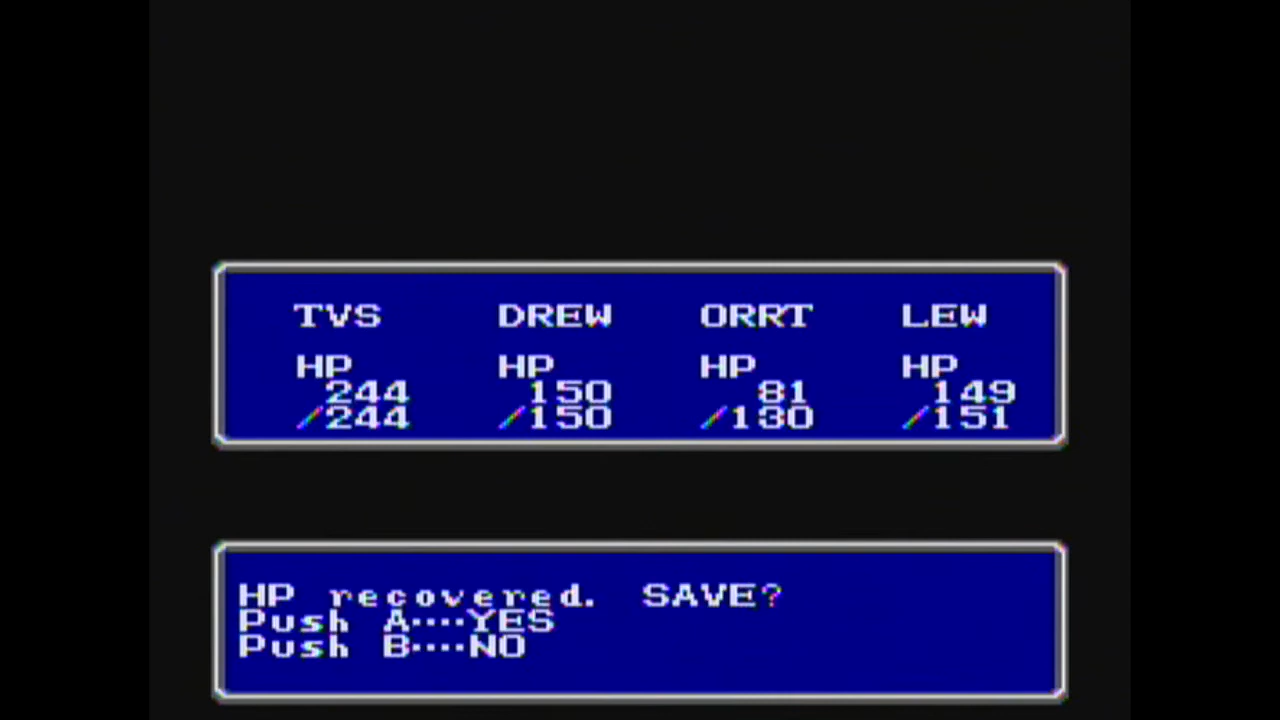 TVS DREW ORRT LEW
HP HP HP HP
244 150 81 149
/244 /150 /130 /151
HP recovered. SAVE?
Push A····YES
Push B····NO